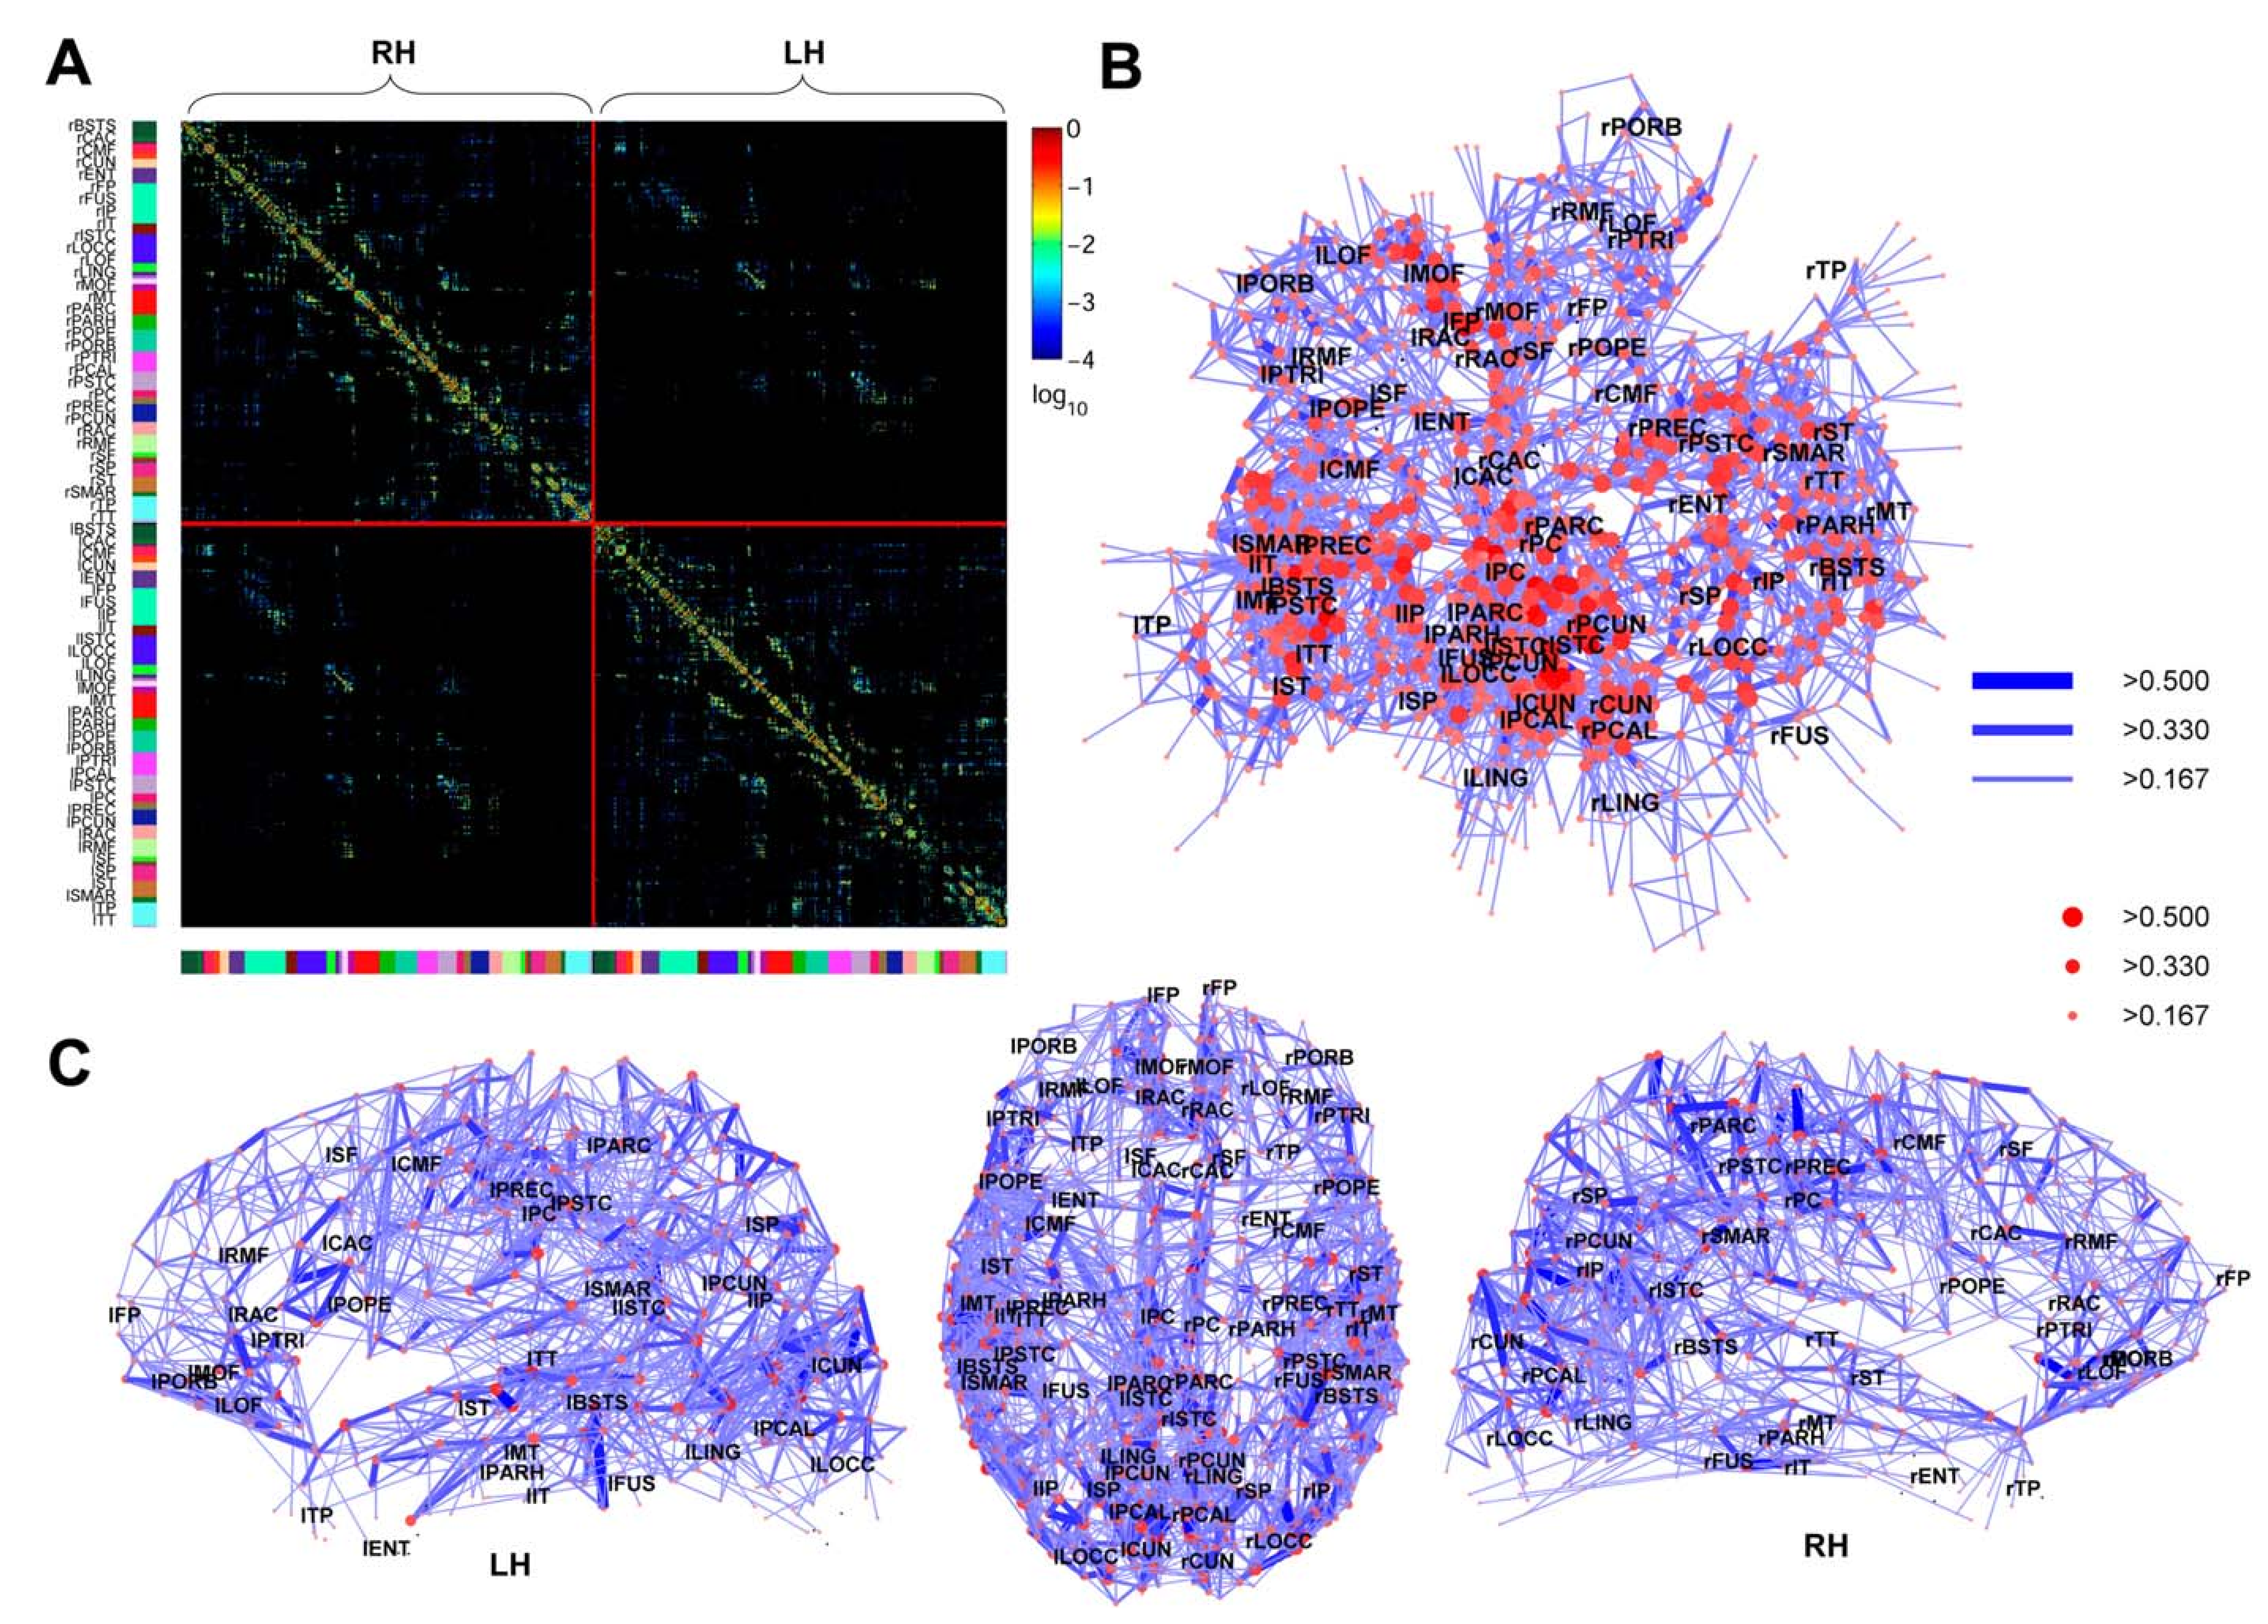 A
RH
LH
rBSTS
rCAC
rCMF
rCUN
rENT
rFP
rFUS
rIP
rIT
rISTC
rLOCC
rLOF
rLING
rMOF
rMT
rPARC
rPARH
rPOPE
rPORB
rPTRI
rPCAL
rPSTC
rPC
rPREC
rPCUN
rRAC
rRMF
rSF
rSP
rST
rSMAR
rTP
rTT
lBSTS
lCAC
lCMF
lCUN
lENT
lFP
lFUS
lIP
lIT
lISTC
lLOCC
lLOF
lLING
lMOF
lMT
lPARC
lPARH
lPOPE
lPORB
lPTRI
lPCAL
lPSTC
lPC
lPREC
lPCUN
lRAC
lRMF
lSF
lSP
lST
lSMAR
lTP
lTT
0
−1
−2
−3
−4
log10
B
rPORB
rRMF
rLOF
rPTRI
lLOF
lMOF
rTP
lPORB
rMOF
rFP
lFP
lRAC
rRAC
rSF
rPOPE
lRMF
lPTRI
lSF
rCMF
lPOPE
lENT
rPREC
rPSTC
rST
rSMAR
lCMF
rCAC
lCAC
rTT
rENT
rMT
rPARC
rPARH
lSMAR
lPREC
rPC
lIT
lPC
rBSTS
rIP
rIT
lBSTS
lMT
lPSTC
lIP
lPARC
rSP
lTP
rPCUN
lPARH
lISTC
rISTC
rLOCC
lTT
lFUS
lPCUN
lLOCC
lST
lSP
lCUN
rCUN
lPCAL
rPCAL
rFUS
lLING
rLING
>0.500
>0.330
>0.167
>0.500
>0.330
>0.167
C
lSF
lCMF
lPARC
lPREC
lPSTC
lPC
lSP
lRMF
lCAC
lSMAR
lPCUN
lISTC
lIP
lFP
lRAC
lPOPE
lPTRI
lTT
lMOF
lPORB
lCUN
lLOF
lST
lBSTS
lPCAL
lMT
lLING
lPARH
lFUS
lLOCC
lIT
lTP
lENT
LH
lFP
rFP
lPORB
rPORB
lMOF
rMOF
lRMF
lLOF
lRAC
rLOF
rRMF
rRAC
lPTRI
rPTRI
lTP
lSF
rSF
rTP
lCAC
rCAC
lPOPE
rPOPE
lENT
lCMF
rENT
rCMF
lST
rST
lMT
lPREC
lPARH
lIT
lTT
lPC
rPC
rPREC
rTT
rMT
rPARH
rIT
lPSTC
lBSTS
rPSTC
rSMAR
lSMAR
lFUS
lPARC
rPARC
rFUS
lISTC
rBSTS
rISTC
lLING
rPCUN
lPCUN
rLING
lIP
lSP
rSP
rIP
lPCAL
rPCAL
lLOCC
lCUN
rCUN
rLOCC
rPARC
rCMF
rSF
rPSTC
rPREC
rSP
rPC
rPCUN
rSMAR
rCAC
rRMF
rIP
rISTC
rPOPE
rFP
rRAC
rCUN
rBSTS
rTT
rPTRI
rPCAL
rST
rPORB
rLOF
rLING
rMT
rLOCC
rPARH
rFUS
rIT
rENT
rTP
RH